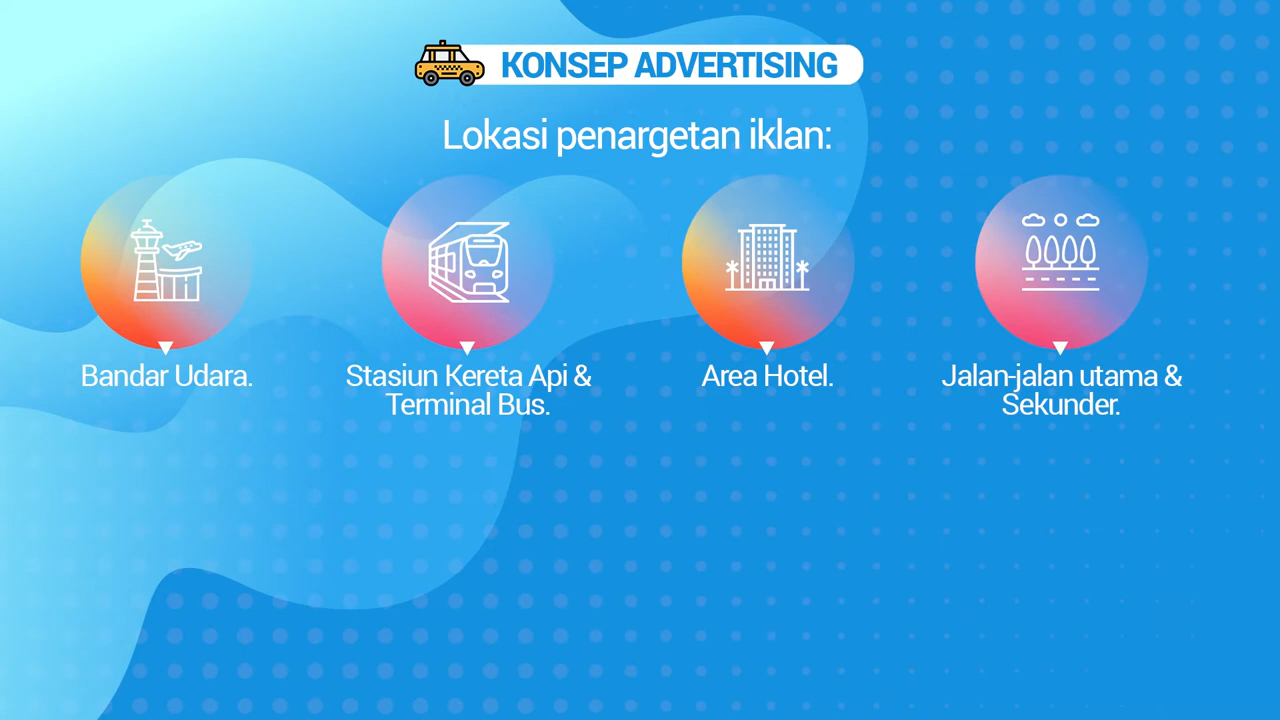 KONSEP ADVERTISING
Lokasi penargetan iklan:
Bandar Udara.
Stasiun Kereta Api &
Terminal Bus.
Area Hotel.
Jalan-jalan utama &
Sekunder.